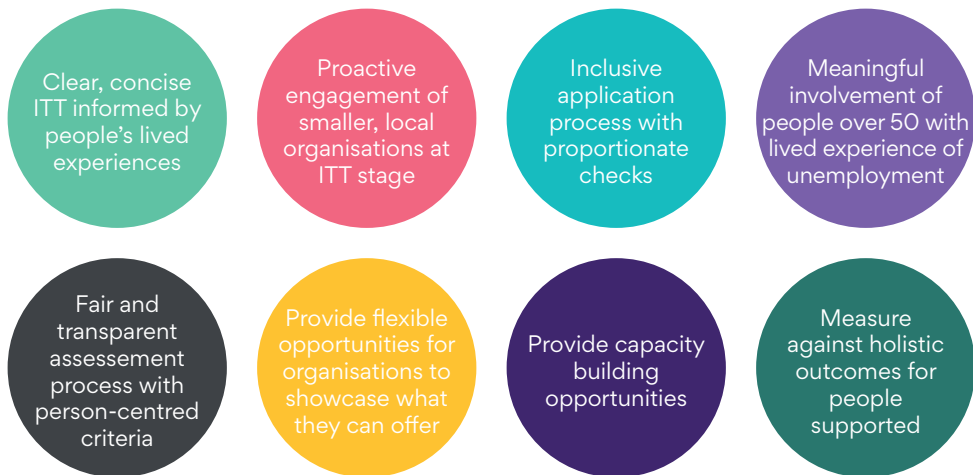 Clear, concise
ITT informed by
people's lived
experiences
Proactive
engagement of
smaller, local
organisations at
ITT stage
Inclusive
application
process with
proportionate
checks
Meaningful
involvement of
people over 50 with
lived experience of
unemployment
Fair and
transparent
assessement
process with
person-centred
criteria
Provide flexible
opportunities for
organisations to
showcase what
they can offer
Provide capacity
building
opportunities
Measure
against holistic
outcomes for
people
supported